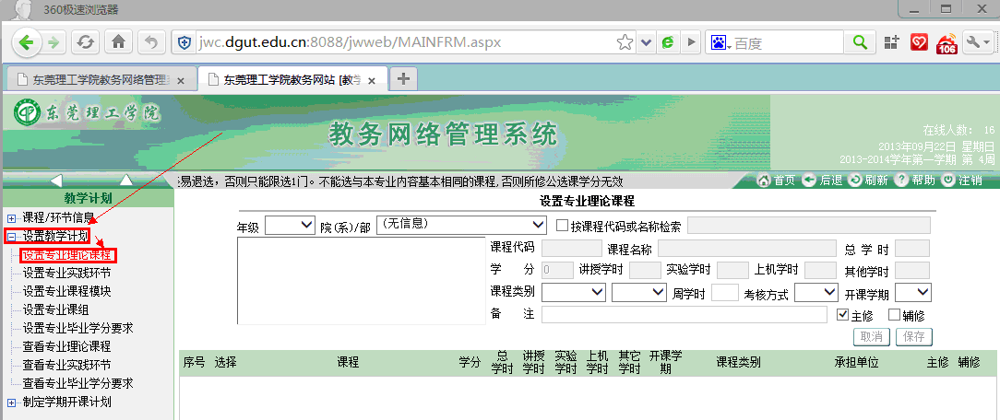 360极速浏览器
jwc.dgut.edu.cn:8088/jwweb/MAINFRM.aspx
百度
106
东莞理工学院教务网络管理
东莞理工学院教务网站 [教学
东莞理工学院
教务网络管理系统
在线人数: 16
2013年09月22日 星期日
2013-2014学年第一学期 第 4周
易退选，否则只能限选1门。不能选与本专业内容基本相同的课程,否则所修公选课学分无效
首页 后退 刷新 帮助 注销
教学计划
课程/环节信息
设置教学计划
设置专业理论课程
设置专业实践环节
设置专业课程模块
设置专业课组
设置专业毕业学分要求
查看专业理论课程
查看专业实践环节
查看专业毕业学分要求
制定学期开课计划
设置专业理论课程
年级 院(系)/部 (无信息) 按课程代码或名称检索
课程代码 课程名称 总 学 时
学 分 0 讲授学时 实验学时 上机学时 其他学时
课程类别 周学时 考核方式 开课学期
备 注 主修 辅修
取消 保存
序号 选择 课程 学分 总学时 讲授学时 实验学时 上机学时 其它学时 开课学期 课程类别 承担单位 主修 辅修